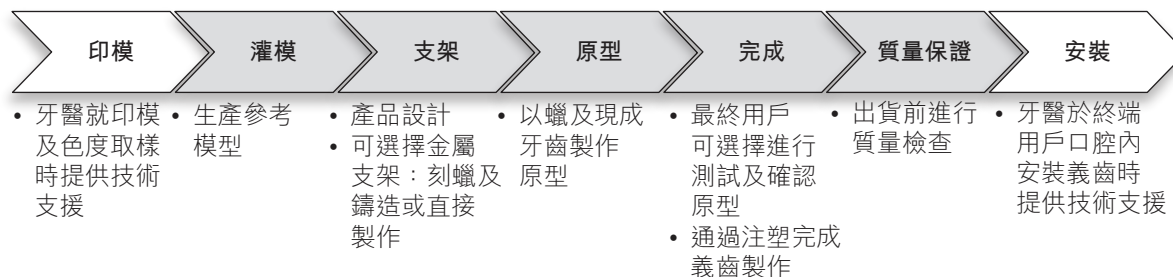 印模
灌模
支架
原型
完成
質量保證
安裝
• 牙醫就印模
及色度取樣
時提供技術
支援
• 生產參考
模型
• 產品設計
• 可選擇金屬
支架：刻蠟及
鑄造或直接
製作
• 以蠟及現成
牙齒製作
原型
• 最終用戶
可選擇進行
測試及確認
原型
• 通過注塑完成
義齒製作
• 出貨前進行
質量檢查
• 牙醫於終端
用戶口腔內
安裝義齒時
提供技術支援